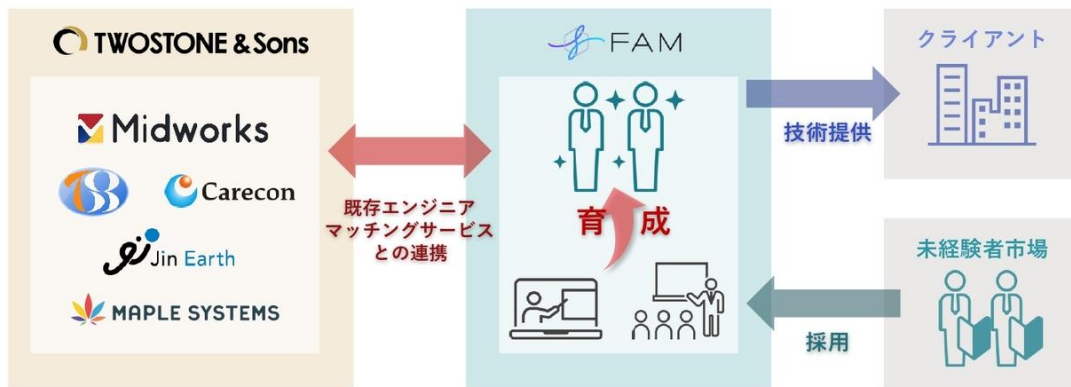 TWOSTONE & Sons
Midworks
TSB
Carecon
Jin Earth
MAPLE SYSTEMS
既存エンジニア
マッチングサービス
との連携
FAM
育成
技術提供
クライアント
未経験者市場
採用